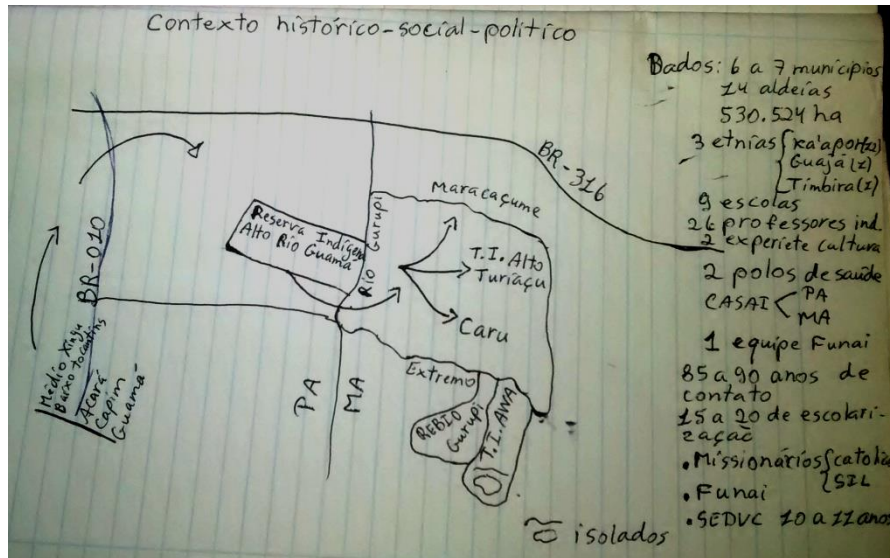 Contexto histórico-social-político
BR-010
BR-316
Reserva Indígena
Alto Rio Guama
Rio Gurupi
Maracaçume
T.I. Alto
Turiaçu
Caru
Extremo
PA
MA
REBIO
Gurupi
T.I. AWA
isolados
Médio Xingu
Baixo Tocantins
Acará
Capim
Guamá
Dados: 6 a 7 municípios
14 aldeias
530.524 ha
3 etnias
Guajá (1)
Timbira (1)
9 escolas
26 professores ind.
2 experiete cultura
2 polos de saúde
CASAI
PA
MA
1 equipe Funai
85 a 90 anos de
contato
15 a 20 de escolari-
zação
• Missionários
SIL
• Funai
• SEDUC 10 a 11 anos